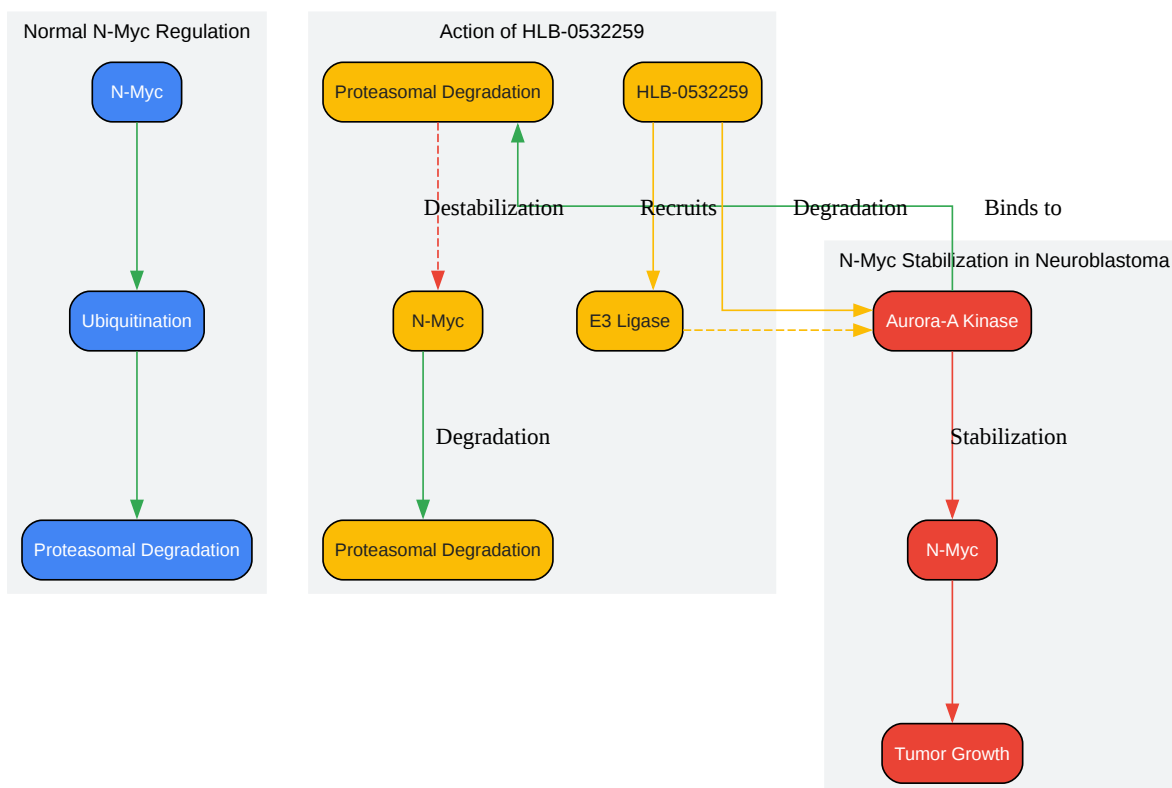 Normal N-Myc Regulation
N-Myc
Ubiquitination
Proteasomal Degradation
Action of HLB-0532259
Proteasomal Degradation
HLB-0532259
Destabilization
Recruits
Degradation
Binds to
N-Myc
E3 Ligase
Degradation
Proteasomal Degradation
N-Myc Stabilization in Neuroblastoma
Aurora-A Kinase
Stabilization
N-Myc
Tumor Growth